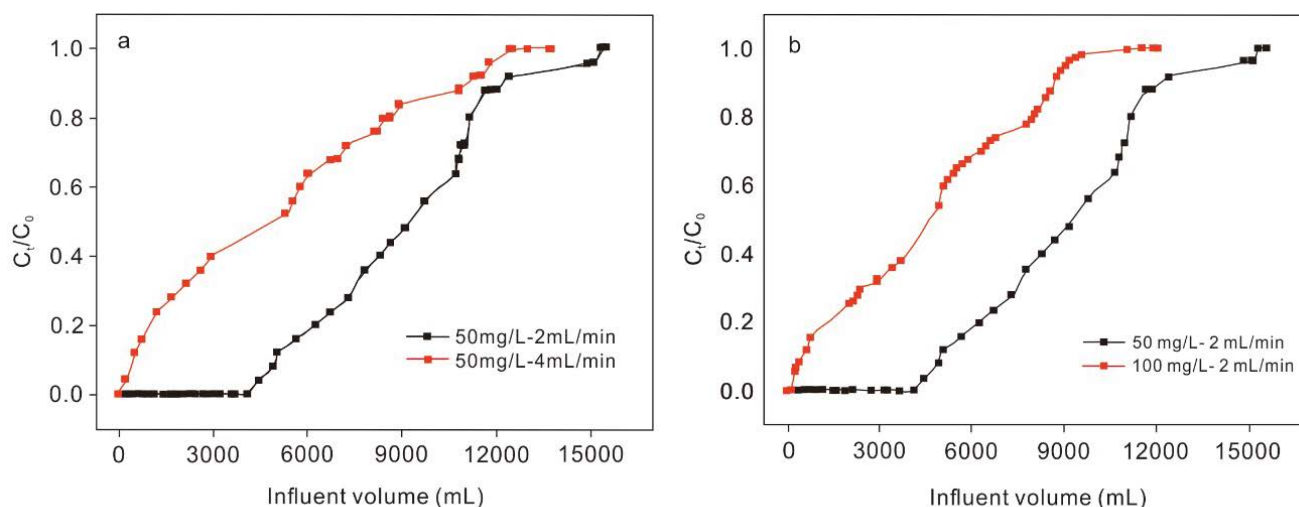 a
1.0
0.8
0.6
0.4
0.2
0.0
Cₜ/C₀
50mg/L-2mL/min
50mg/L-4mL/min
0 3000 6000 9000 12000 15000
Influent volume (mL)
b
1.0
0.8
0.6
0.4
0.2
0.0
Cₜ/C₀
50 mg/L- 2 mL/min
100 mg/L- 2 mL/min
0 3000 6000 9000 12000 15000
Influent volume (mL)